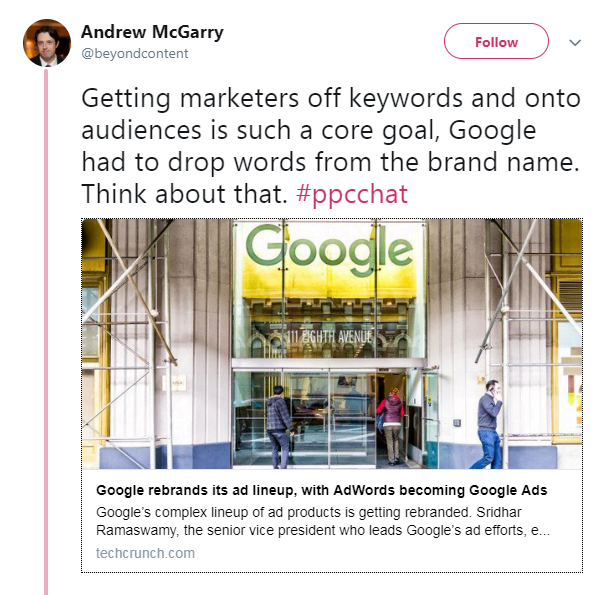 Andrew McGarry
@beyondcontent
Follow
Getting marketers off keywords and onto
audiences is such a core goal, Google
had to drop words from the brand name.
Think about that. #ppcchat
Google
111 EIGHTH AVENUE
Google rebrands its ad lineup, with AdWords becoming Google Ads
Google's complex lineup of ad products is getting rebranded. Sridhar
Ramaswamy, the senior vice president who leads Google's ad efforts, e...
techcrunch.com